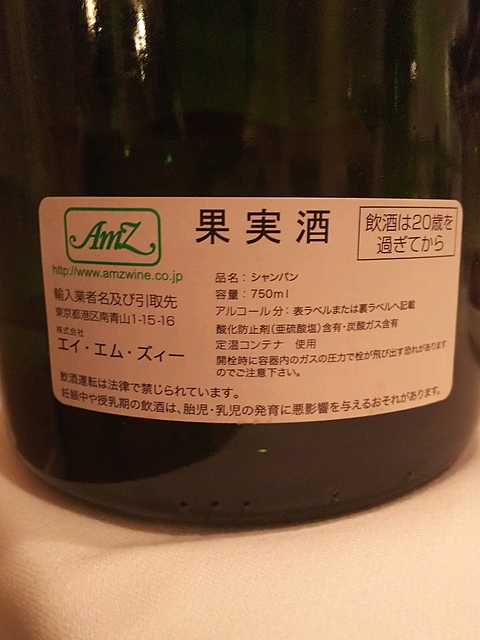 AmZ
http://www.amzwine.co.jp
輸入業者名及び引取先
東京都港区南青山1-15-16
株式会社
エイ・エム・ズィー
果実酒
飲酒は20歳を
過ぎてから
品名：シャンパン
容量：750ml
アルコール分：表ラベルまたは裏ラベルへ記載
酸化防止剤（亜硫酸塩）含有・炭酸ガス含有
定温コンテナ 使用
開栓時に容器内のガスの圧力で栓が飛び出す恐れがあります
のでご注意下さい。
飲酒運転は法律で禁じられています。
妊娠中や授乳期の飲酒は、胎児・乳児の発育に悪影響を与えるおそれがあります。